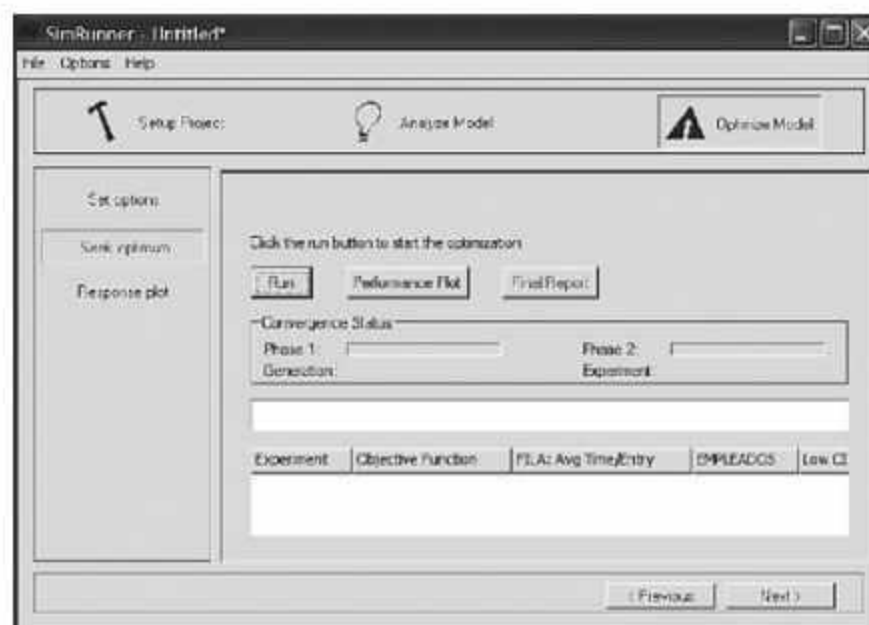 SimRunner - Untitled*
File Options Help
Setup Project
Analyze Model
Optimize Model
Set options
Seek optimum
Response plot
Click the run button to start the optimization
Run
Performance Plot
Final Report
Convergence Status
Phase 1:
Phase 2:
Generation:
Experiment:
Experiment Objective Function FILA: Avg Time/Entry EMPLEADOS Low CI
< Previous
Next >